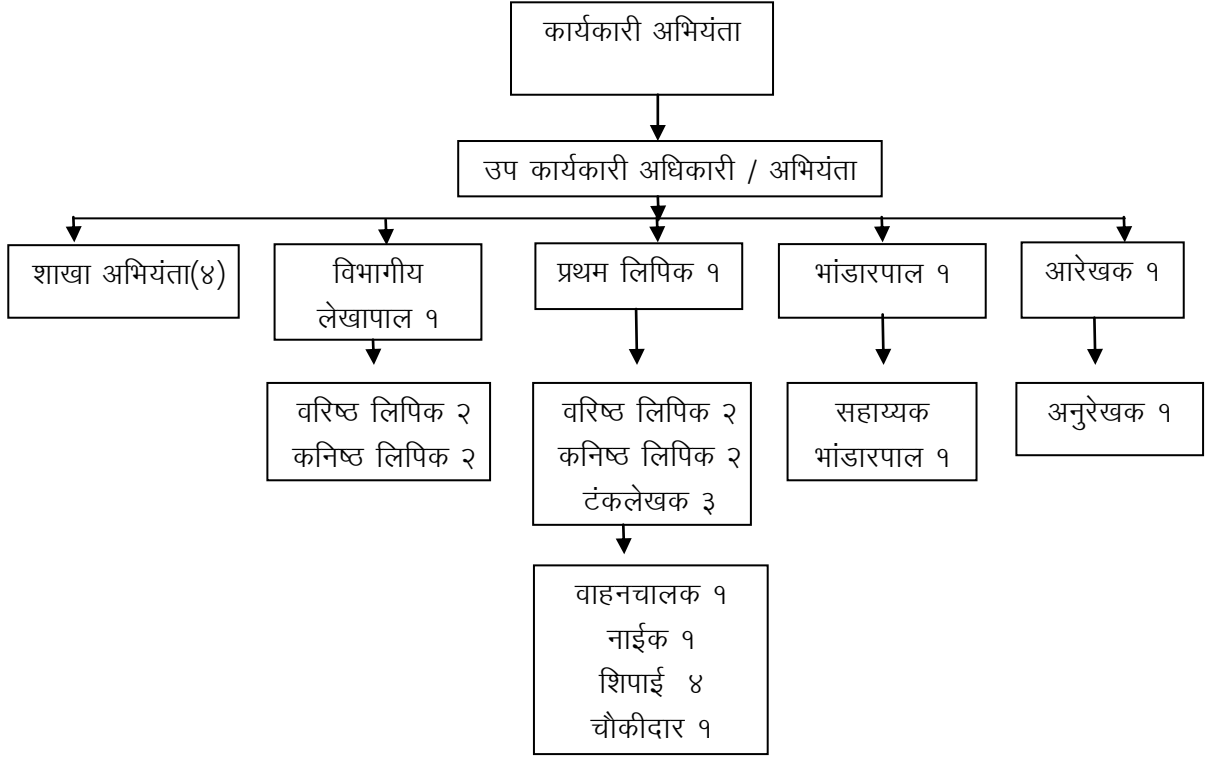 कार्यकारी अभियंता
उप कार्यकारी अधिकारी / अभियंता
शाखा अभियंता(४)
विभागीय
लेखापाल १
प्रथम लिपिक १
भांडारपाल १
आरेखक १
वरिष्ठ लिपिक २
कनिष्ठ लिपिक २
वरिष्ठ लिपिक २
कनिष्ठ लिपिक २
टंकलेखक ३
सहाय्यक
भांडारपाल १
अनुरेखक १
वाहनचालक १
नाईक १
शिपाई ४
चौकीदार १